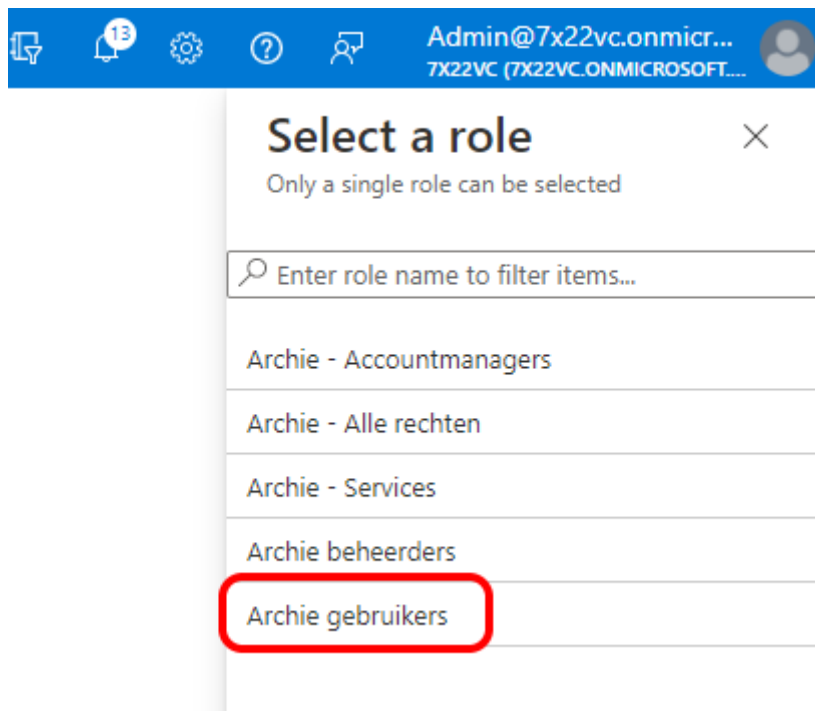 13
Admin@7x22vc.onmicr...
7X22VC (7X22VC.ONMICROSOFT....
Select a role
Only a single role can be selected
Enter role name to filter items...
Archie - Accountmanagers
Archie - Alle rechten
Archie - Services
Archie beheerders
Archie gebruikers